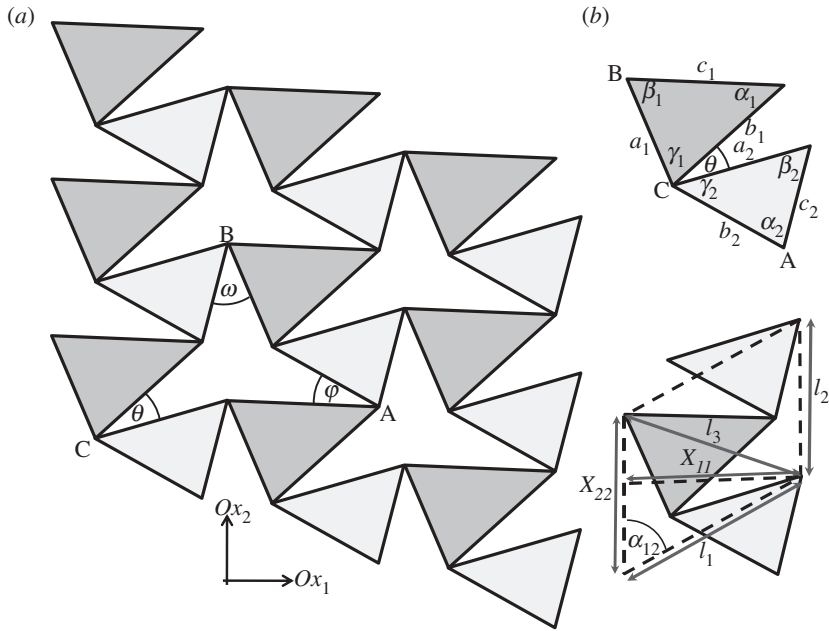 (a)
(b)
B
c₁
β₁
α₁
a₁
b₁
a₂
γ₁
θ
β₂
C
γ₂
c₂
b₂
α₂
A
B
ω
θ
φ
A
C
l₃
l₂
X₁₁
X₂₂
α₁₂
l₁
Ox₂
Ox₁